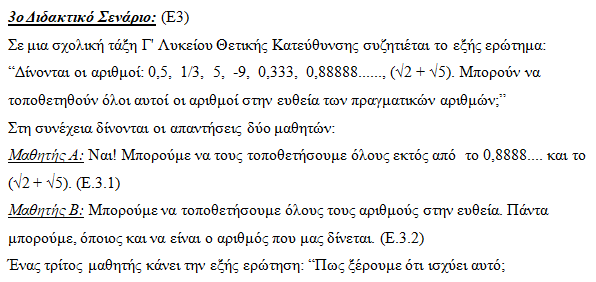 3ο Διδακτικό Σενάριο: (Ε3)
Σε μια σχολική τάξη Γ' Λυκείου Θετικής Κατεύθυνσης συζητιέται το εξής ερώτημα:
“Δίνονται οι αριθμοί: 0,5, 1/3, 5, -9, 0,333, 0,88888......, (√2 + √5). Μπορούν να
τοποθετηθούν όλοι αυτοί οι αριθμοί στην ευθεία των πραγματικών αριθμών;”
Στη συνέχεια δίνονται οι απαντήσεις δύο μαθητών:
Μαθητής Α: Ναι! Μπορούμε να τους τοποθετήσουμε όλους εκτός από το 0,8888.... και το
(√2 + √5). (Ε.3.1)
Μαθητής Β: Μπορούμε να τοποθετήσουμε όλους τους αριθμούς στην ευθεία. Πάντα
μπορούμε, όποιος και να είναι ο αριθμός που μας δίνεται. (Ε.3.2)
Ένας τρίτος μαθητής κάνει την εξής ερώτηση: “Πως ξέρουμε ότι ισχύει αυτό;